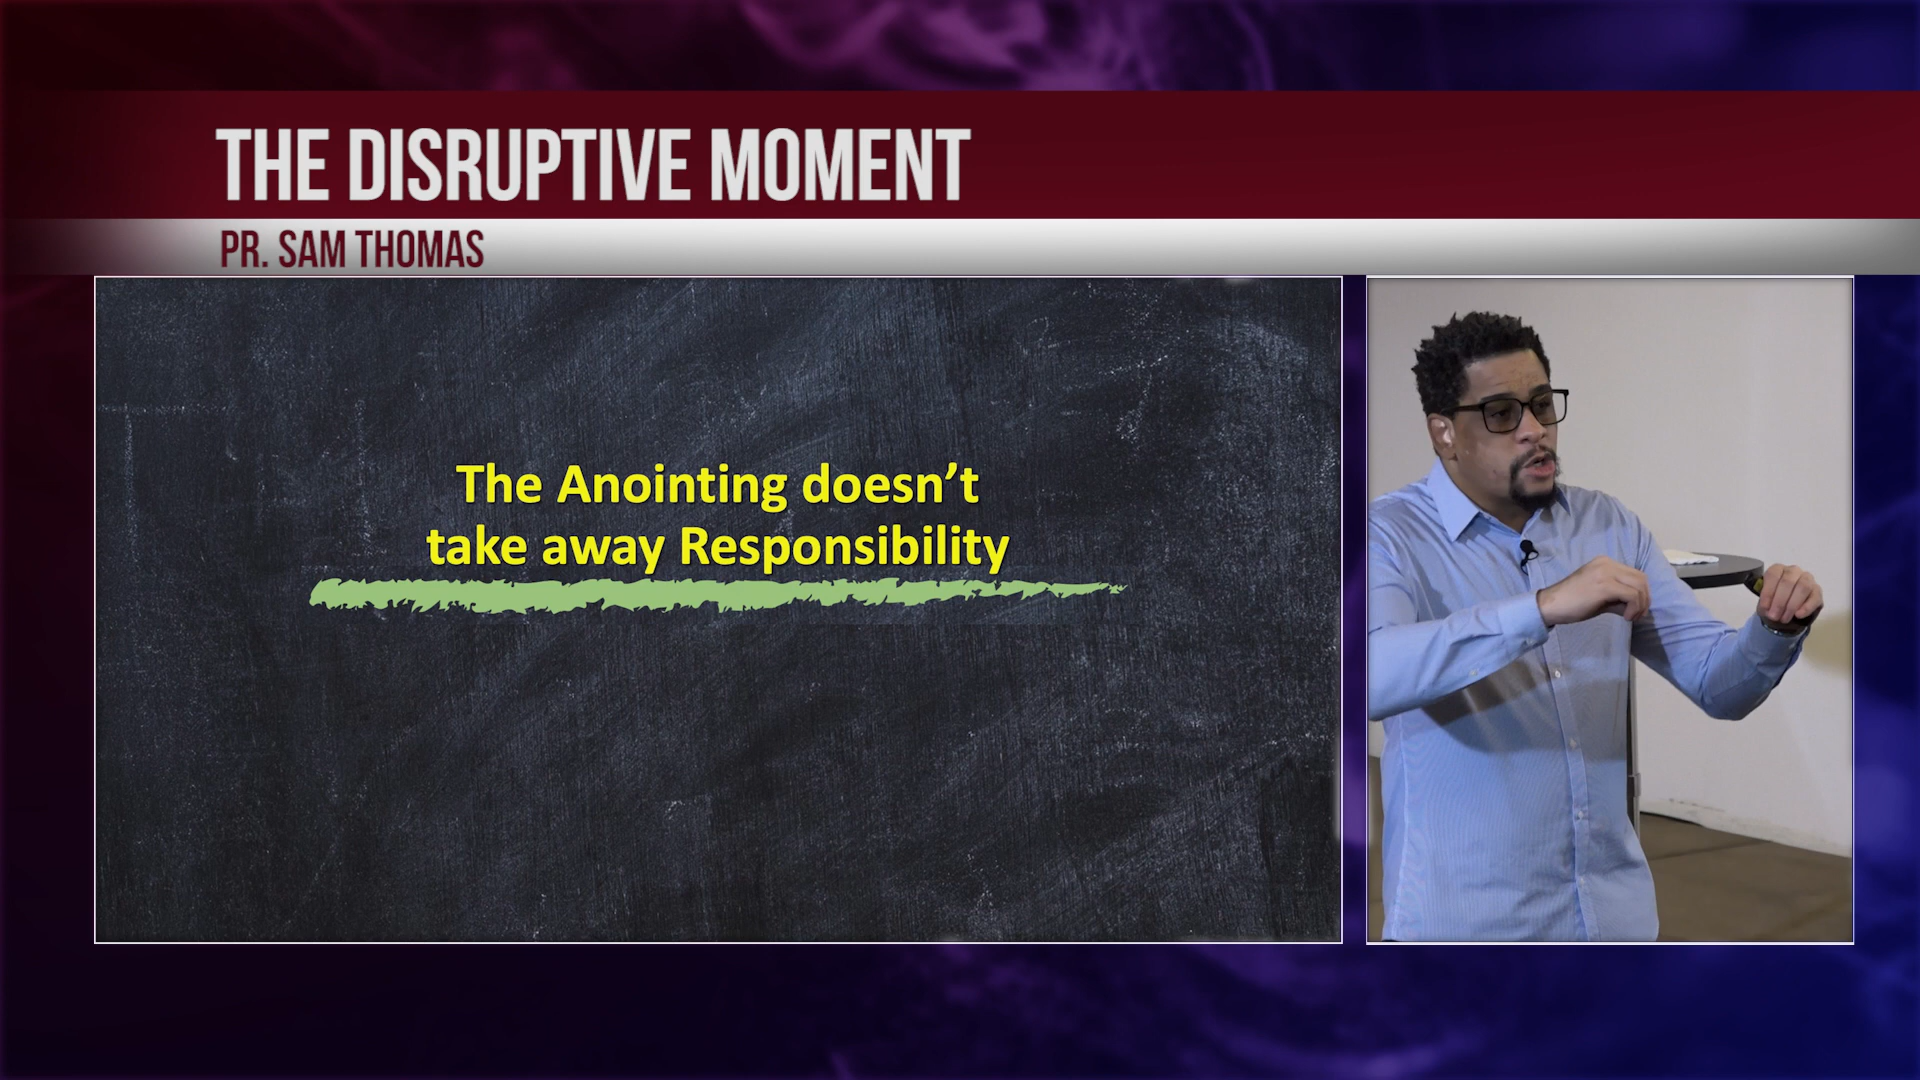 THE DISRUPTIVE MOMENT
PR. SAM THOMAS
The Anointing doesn’t
take away Responsibility